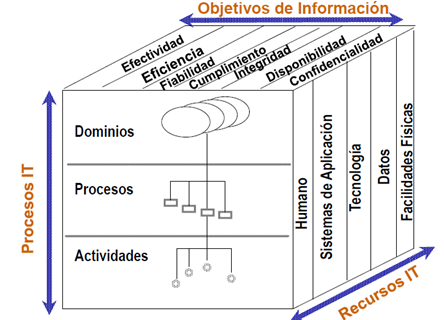 Objetivos de Información
Efectividad
Eficiencia
Fiabilidad
Cumplimiento
Integridad
Disponibilidad
Confidencialidad
Procesos IT
Dominios
Procesos
Actividades
Humano
Sistemas de Aplicación
Tecnología
Datos
Facilidades Físicas
Recursos IT